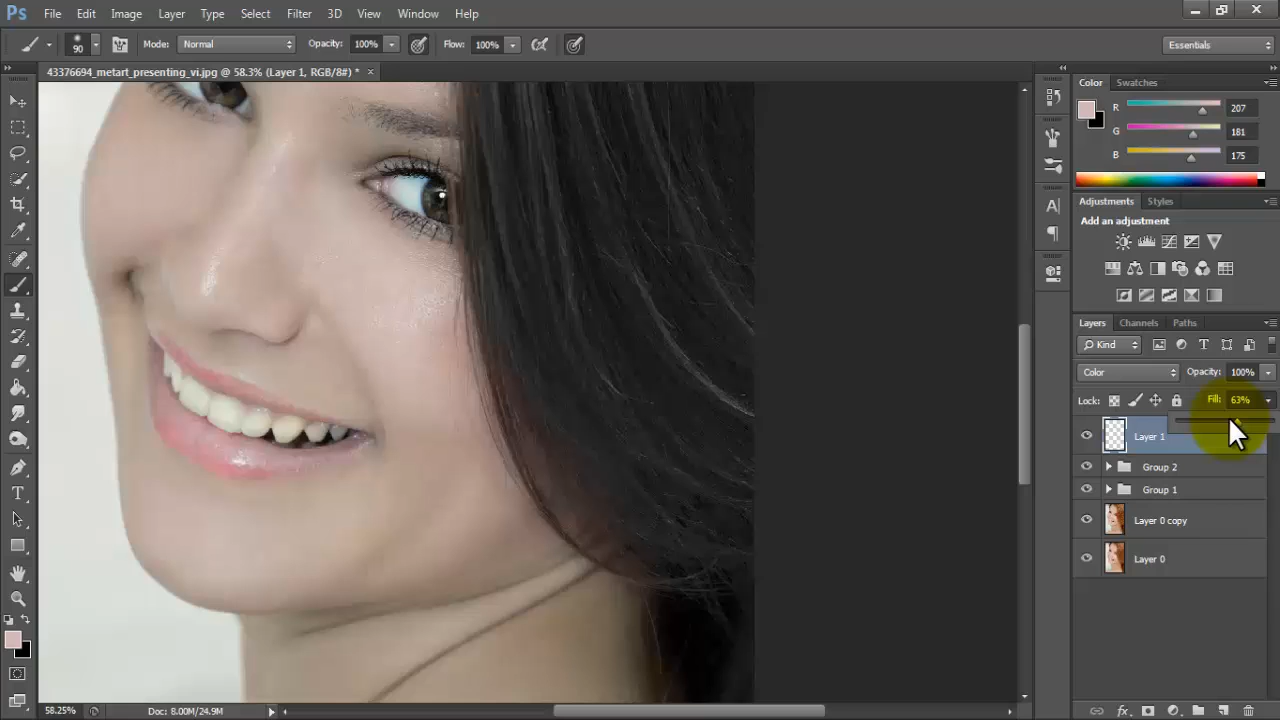 Ps File Edit Image Layer Type Select Filter 3D View Window Help
90 Mode: Normal Opacity: 100% Flow: 100% Essentials
43376694_metart_presenting_vi.jpg @ 58.3% (Layer 1, RGB/8#) * ×
Color Swatches
R 207
G 181
B 175
Adjustments Styles
Add an adjustment
Layers Channels Paths
Kind
Color Opacity: 100%
Lock: Fill: 63%
Layer 1
Group 2
Group 1
Layer 0 copy
Layer 0
58.25% Doc: 8.00M/24.9M